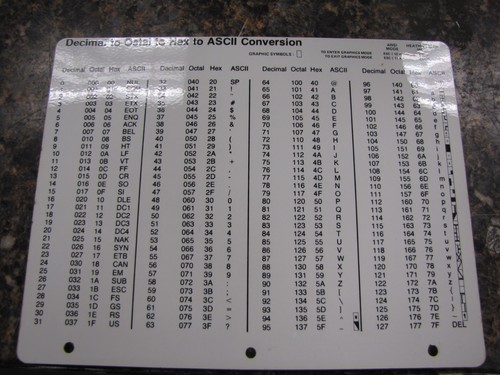 Decimal to Octal to Hex to ASCII Conversion
GRAPHIC SYMBOLS
TO ENTER GRAPHICS MODE
TO EXIT GRAPHICS MODE
ANSI MODE
Decimal Octal Hex ASCII Decimal Octal Hex ASCII Decimal Octal Hex ASCII Decimal Octal Hex ASCII
000 00 NUL 32 040 20 SP 64 100 40 @ 96 140
041 21 ! 65 101 41 A 97 141
042 22 66 102 42 B 98 142
3 003 03 ETX 35 043 23 # 67 103 43 C 99 143 63
4 004 04 EOT 36 044 24 $ 68 104 44 D 100 144 64
5 005 05 ENQ 37 045 25 % 69 105 45 E 101 145 65
6 006 06 ACK 38 046 26 & 70 106 46 F 102 146 66
7 007 07 BEL 39 047 27 ' 71 107 47 G 103 147 67
8 010 08 BS 40 050 28 ( 72 110 48 H 104 150 68
9 011 09 HT 41 051 29 ) 73 111 49 I 105 151 69
10 012 0A LF 42 052 2A * 74 112 4A J 106 152 6A
11 013 0B VT 43 053 2B + 75 113 4B K 107 153 6B k
12 014 0C FF 44 054 2C , 76 114 4C L 108 154 6C l
13 015 0D CR 45 055 2D - 77 115 4D M 109 155 6D m
14 016 0E SO 46 056 2E . 78 116 4E N 110 156 6E n
15 017 0F SI 47 057 2F / 79 117 4F O 111 157 6F o
16 020 10 DLE 48 060 30 0 80 120 50 P 112 160 70 p
17 021 11 DC1 49 061 31 1 81 121 51 Q 113 161 71 q
18 022 12 DC2 50 062 32 2 82 122 52 R 114 162 72 r
19 023 13 DC3 51 063 33 3 83 123 53 S 115 163 73 s
20 024 14 DC4 52 064 34 4 84 124 54 T 116 164 74 t
21 025 15 NAK 53 065 35 5 85 125 55 U 117 165 75 u
22 026 16 SYN 54 066 36 6 86 126 56 V 118 166 76 v
23 027 17 ETB 55 067 37 7 87 127 57 W 119 167 77 w
24 030 18 CAN 56 070 38 8 88 130 58 X 120 170 78 x
25 031 19 EM 57 071 39 9 89 131 59 Y 121 171 79 y
26 032 1A SUB 58 072 3A : 90 132 5A Z 122 172 7A z
27 033 1B ESC 59 073 3B ; 91 133 5B [ 123 173 7B {
28 034 1C FS 60 074 3C < 92 134 5C \ 124 174 7C |
29 035 1D GS 61 075 3D = 93 135 5D ] 125 175 7D }
30 036 1E RS 62 076 3E > 94 136 5E ^ 126 176 7E ~
31 037 1F US 63 077 3F ? 95 137 5F _ 127 177 7F DEL